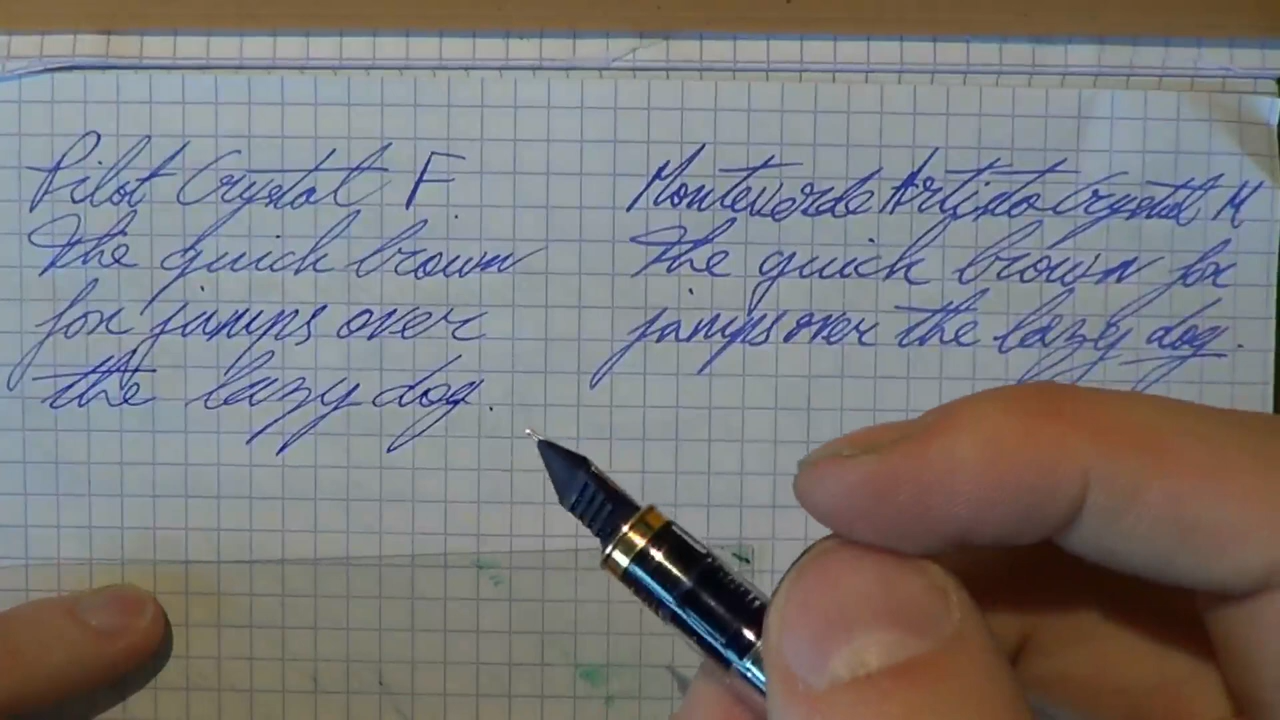 Pilot Crystal F
The quick brown
fox jumps over
the lazy dog.
Monteverde Artista Crystal M
The quick brown fox
jumps over the lazy dog.